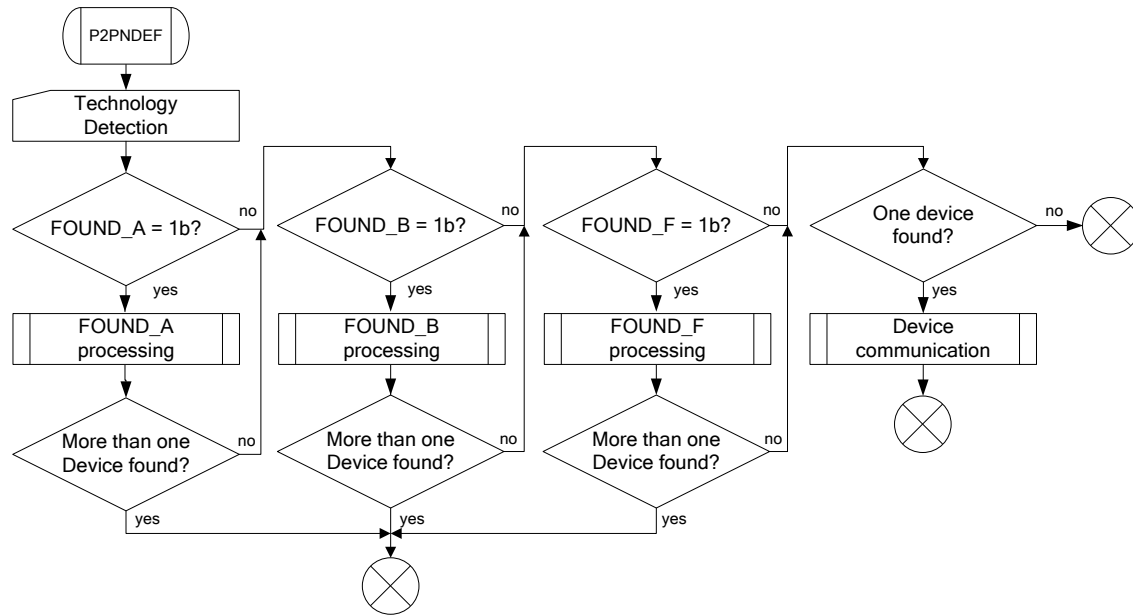 P2PNDEF
Technology
Detection
FOUND_A = 1b?
no
yes
FOUND_A
processing
More than one
Device found?
no
yes
FOUND_B = 1b?
no
yes
FOUND_B
processing
More than one
Device found?
no
yes
FOUND_F = 1b?
no
yes
FOUND_F
processing
More than one
Device found?
no
yes
One device
found?
no
yes
Device
communication